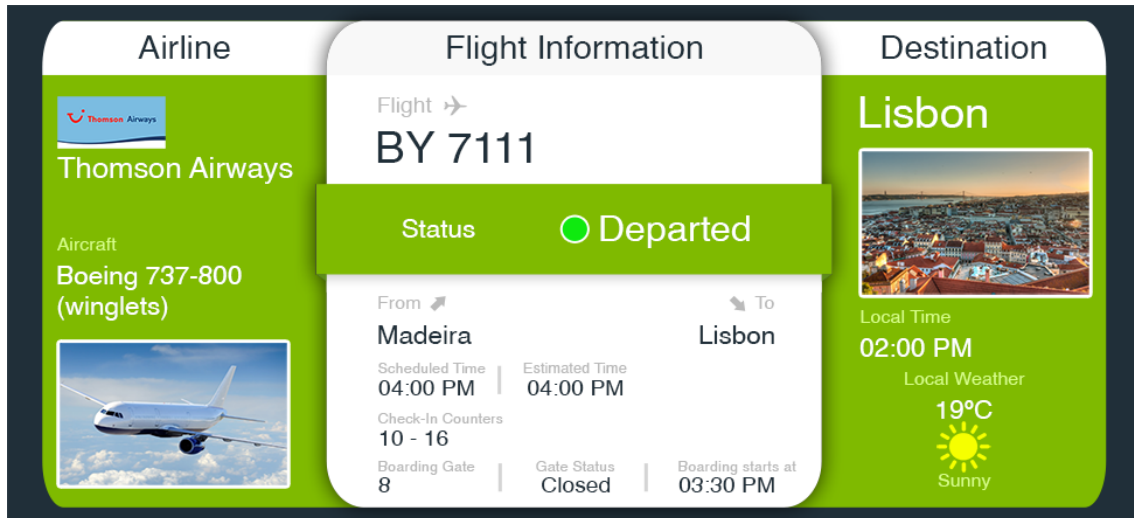 Airline
Thomson Airways
Thomson Airways
Aircraft
Boeing 737-800
(winglets)
Flight Information
Flight
BY 7111
Status Departed
From To
Madeira Lisbon
Scheduled Time Estimated Time
04:00 PM 04:00 PM
Check-In Counters
10 - 16
Boarding Gate Gate Status Boarding starts at
8 Closed 03:30 PM
Destination
Lisbon
Local Time
02:00 PM
Local Weather
19ºC
Sunny